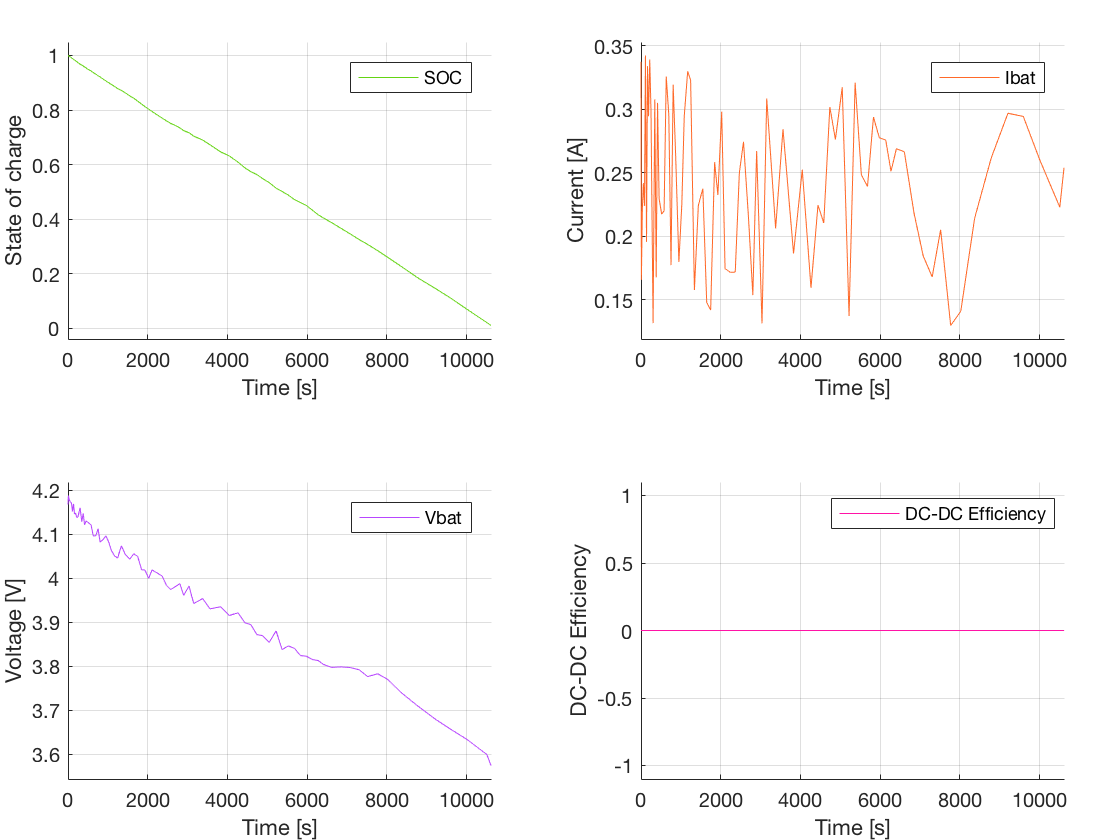 State of charge
1
0.8
0.6
0.4
0.2
0
SOC
0 2000 4000 6000 8000 10000
Time [s]
Current [A]
0.35
0.3
0.25
0.2
0.15
Ibat
0 2000 4000 6000 8000 10000
Time [s]
Voltage [V]
4.2
4.1
4
3.9
3.8
3.7
3.6
Vbat
0 2000 4000 6000 8000 10000
Time [s]
DC-DC Efficiency
1
0.5
0
-0.5
-1
DC-DC Efficiency
0 2000 4000 6000 8000 10000
Time [s]